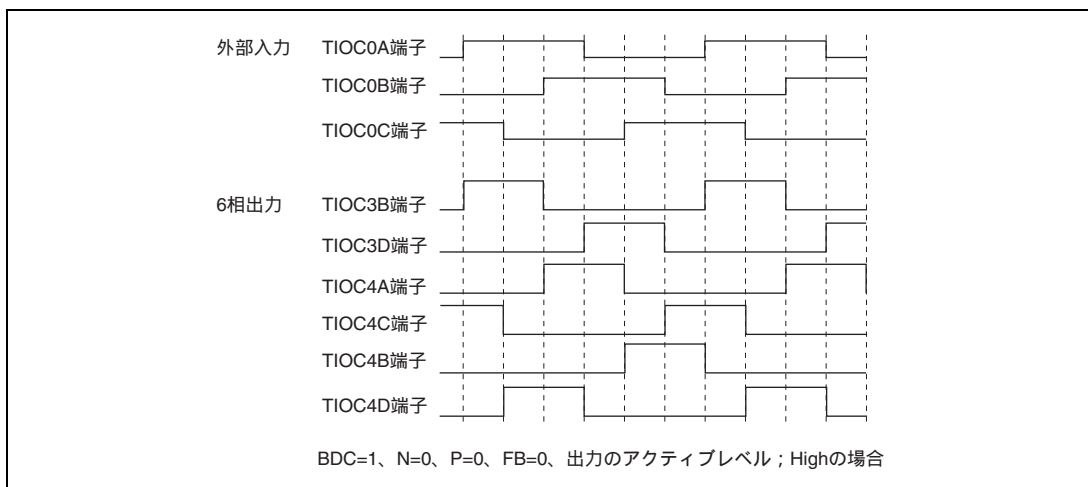 外部入力 TIOC0A端子
TIOC0B端子
TIOC0C端子
6相出力 TIOC3B端子
TIOC3D端子
TIOC4A端子
TIOC4C端子
TIOC4B端子
TIOC4D端子
BDC=1、N=0、P=0、FB=0、出力のアクティブレベル；Highの場合